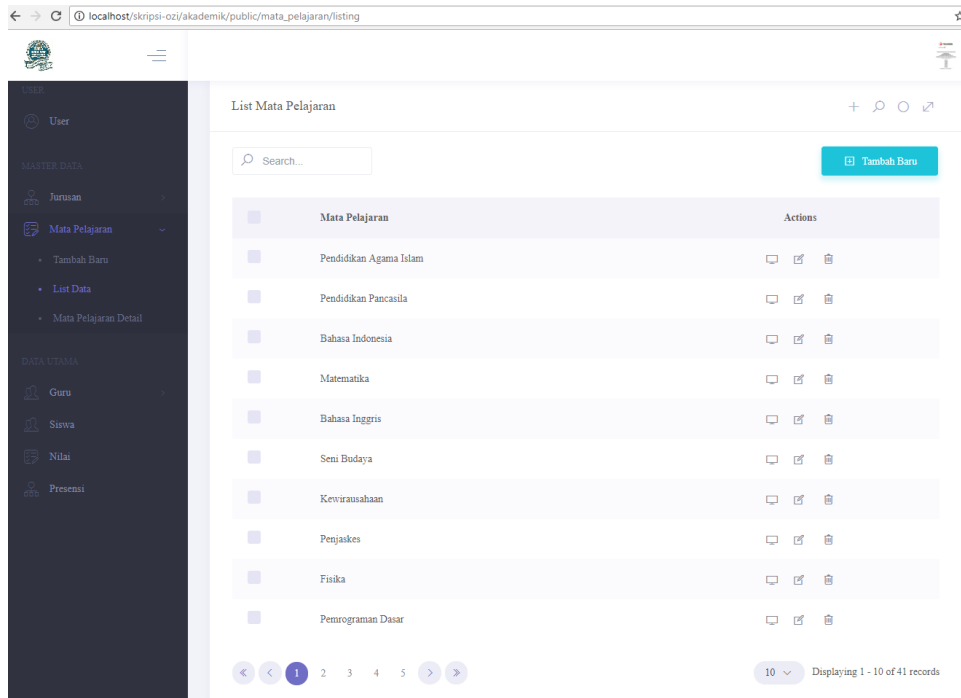 localhost/skripsi-ozi/akademik/public/mata_pelajaran/listing
USER
User
MASTER DATA
Jurusan
Mata Pelajaran
Tambah Baru
List Data
Mata Pelajaran Detail
DATA UTAMA
Guru
Siswa
Nilai
Presensi
List Mata Pelajaran
Search...
Tambah Baru
Mata Pelajaran Actions
Pendidikan Agama Islam
Pendidikan Pancasila
Bahasa Indonesia
Matematika
Bahasa Inggris
Seni Budaya
Kewirausahaan
Penjaskes
Fisika
Pemrograman Dasar
1 2 3 4 5 10 Displaying 1 - 10 of 41 records